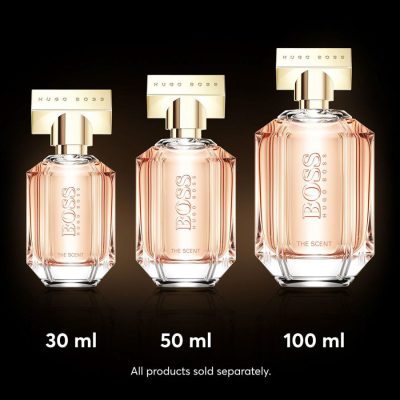 HUGO BOSS
BOSS
HUGO BOSS
THE SCENT
HUGO BOSS
BOSS
HUGO BOSS
THE SCENT
HUGO BOSS
BOSS
HUGO BOSS
THE SCENT
30 ml
50 ml
100 ml
All products sold separately.